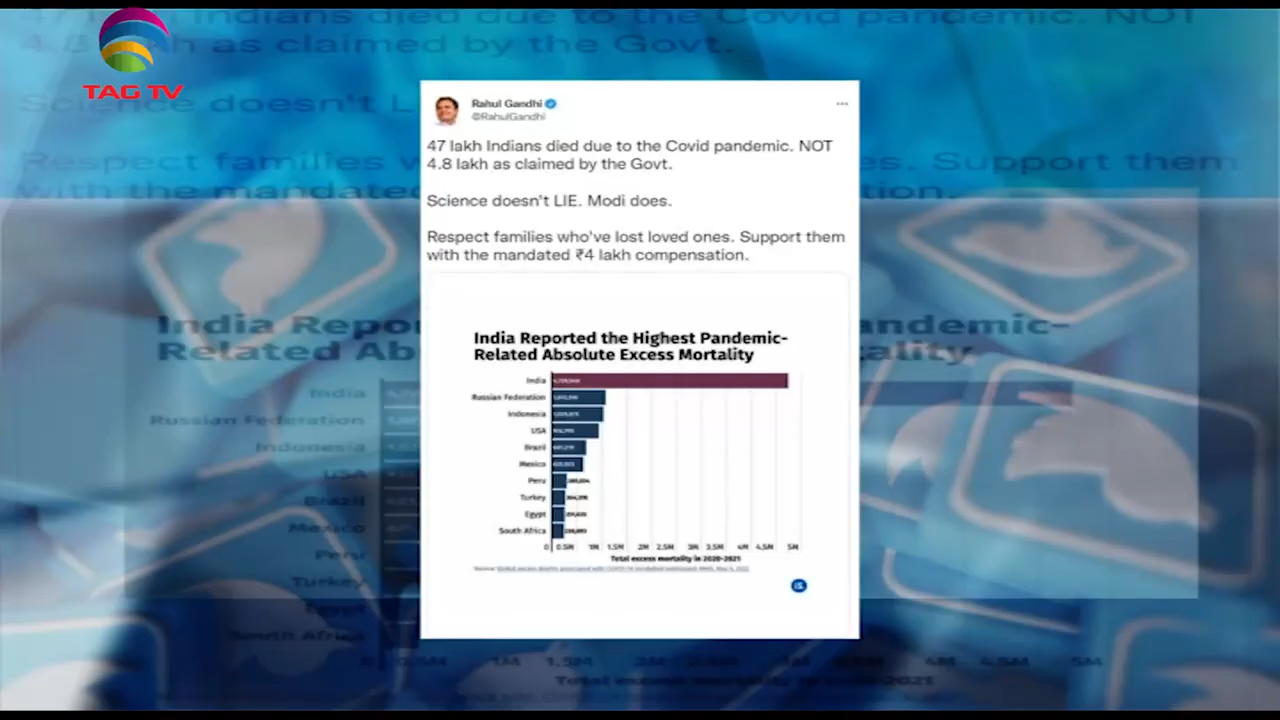 TAG TV
Rahul Gandhi
@RahulGandhi
47 lakh Indians died due to the Covid pandemic. NOT
4.8 lakh as claimed by the Govt.
Science doesn't LIE. Modi does.
Respect families who've lost loved ones. Support them
with the mandated ₹4 lakh compensation.
India Reported the Highest Pandemic-
Related Absolute Excess Mortality
India
Russian Federation
Indonesia
USA
Brazil
Mexico
Peru
Turkey
Egypt
South Africa
0 0.5M 1M 1.5M 2M 2.5M 3M 3.5M 4M 4.5M 5M
Total excess mortality in 2020-2021